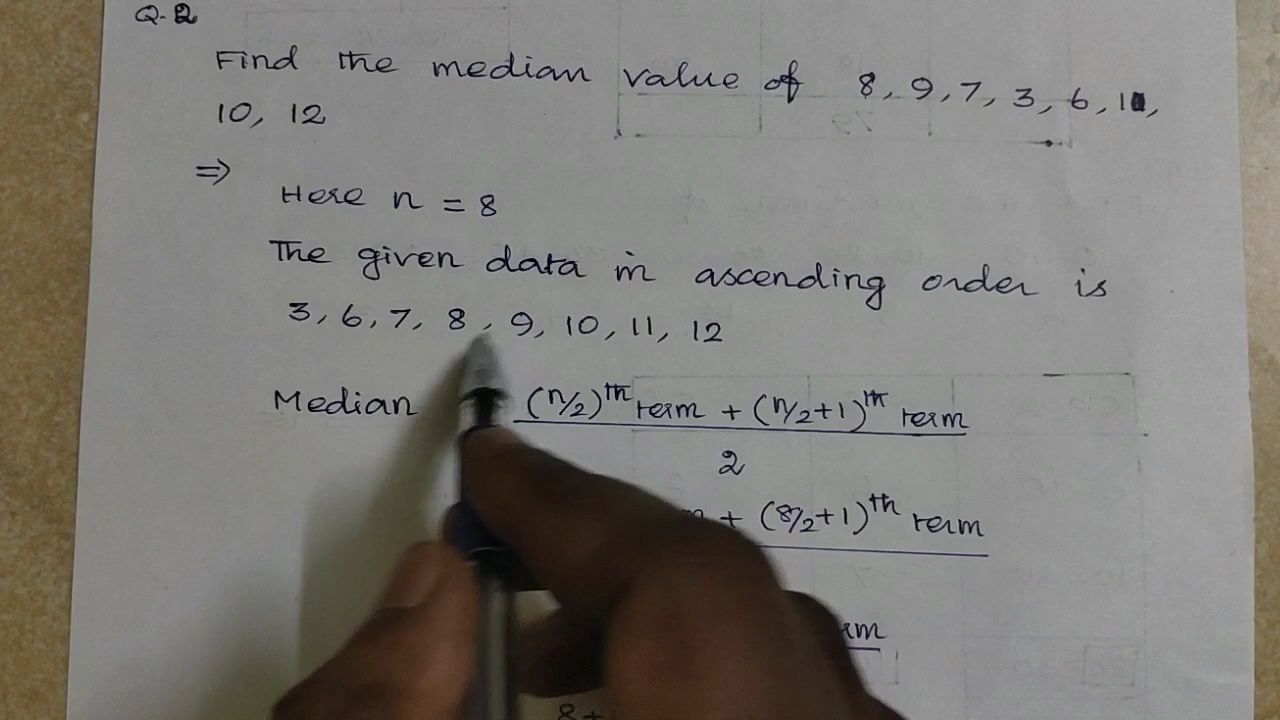 Q.2
Find the median value of 8, 9, 7, 3, 6, 11,
10, 12
⇒
Here n = 8
The given data in ascending order is
3, 6, 7, 8, 9, 10, 11, 12
Median (n/2)th term + (n/2+1)th term
2
+ (8/2+1)th term
8+